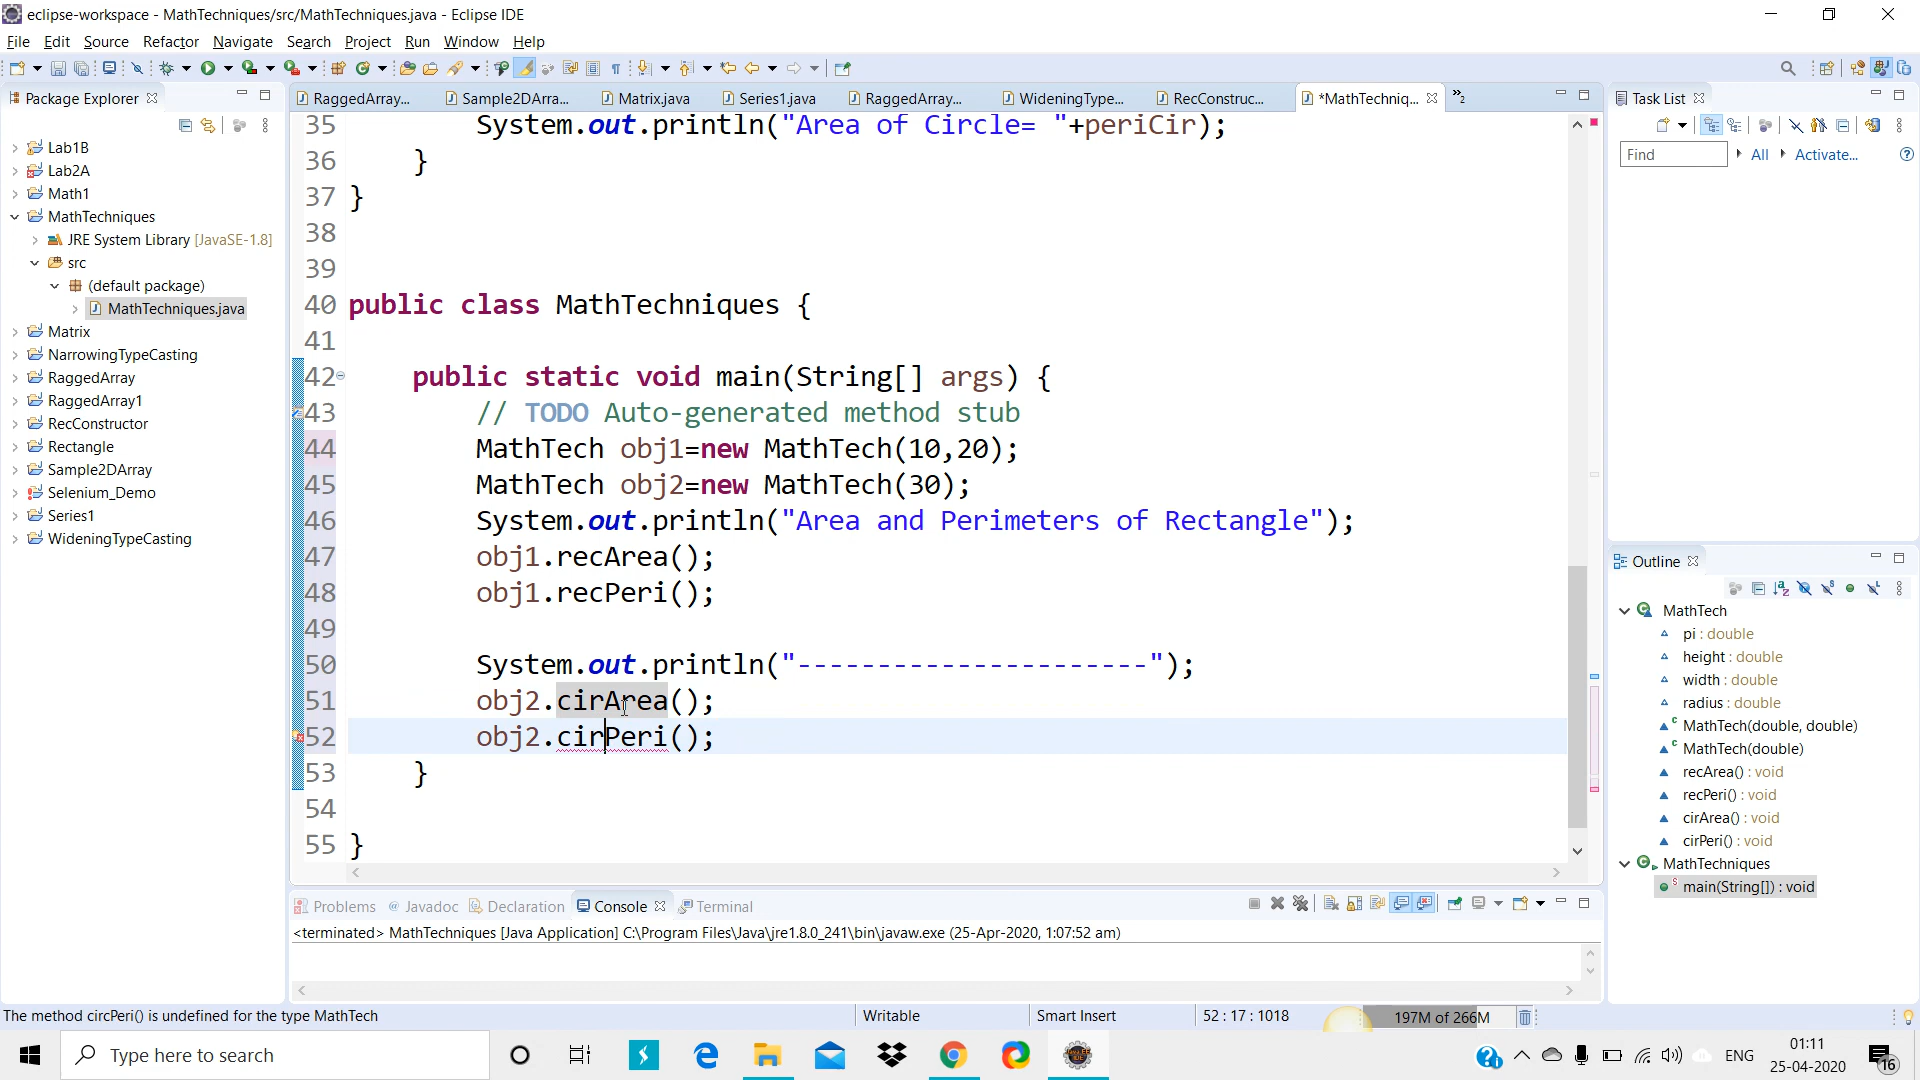 eclipse-workspace - MathTechniques/src/MathTechniques.java - Eclipse IDE
File Edit Source Refactor Navigate Search Project Run Window Help
Package Explorer
RaggedArray... Sample2DArra... Matrix.java Series1.java RaggedArray... WideningType... RecConstruc... *MathTechniq... »2
Task List
Find All Activate...
Lab1B
Lab2A
Math1
MathTechniques
JRE System Library [JavaSE-1.8]
src
(default package)
MathTechniques.java
Matrix
NarrowingTypeCasting
RaggedArray
RaggedArray1
RecConstructor
Rectangle
Sample2DArray
Selenium_Demo
Series1
WideningTypeCasting
35 System.out.println("Area of Circle= "+periCir);
36 }
37 }
38
39
40 public class MathTechniques {
41
42 public static void main(String[] args) {
43 // TODO Auto-generated method stub
44 MathTech obj1=new MathTech(10,20);
45 MathTech obj2=new MathTech(30);
46 System.out.println("Area and Perimeters of Rectangle");
47 obj1.recArea();
48 obj1.recPeri();
49
50 System.out.println("----------------------");
51 obj2.cirArea();
52 obj2.cirPeri();
53 }
54
55 }
Outline
MathTech
pi : double
height : double
width : double
radius : double
MathTech(double, double)
MathTech(double)
recArea() : void
recPeri() : void
cirArea() : void
cirPeri() : void
MathTechniques
main(String[]) : void
Problems Javadoc Declaration Console Terminal
<terminated> MathTechniques [Java Application] C:\Program Files\Java\jre1.8.0_241\bin\javaw.exe (25-Apr-2020, 1:07:52 am)
The method circPeri() is undefined for the type MathTech
Writable
Smart Insert
52 : 17 : 1018
197M of 266M
Type here to search
ENG
01:11
25-04-2020
16